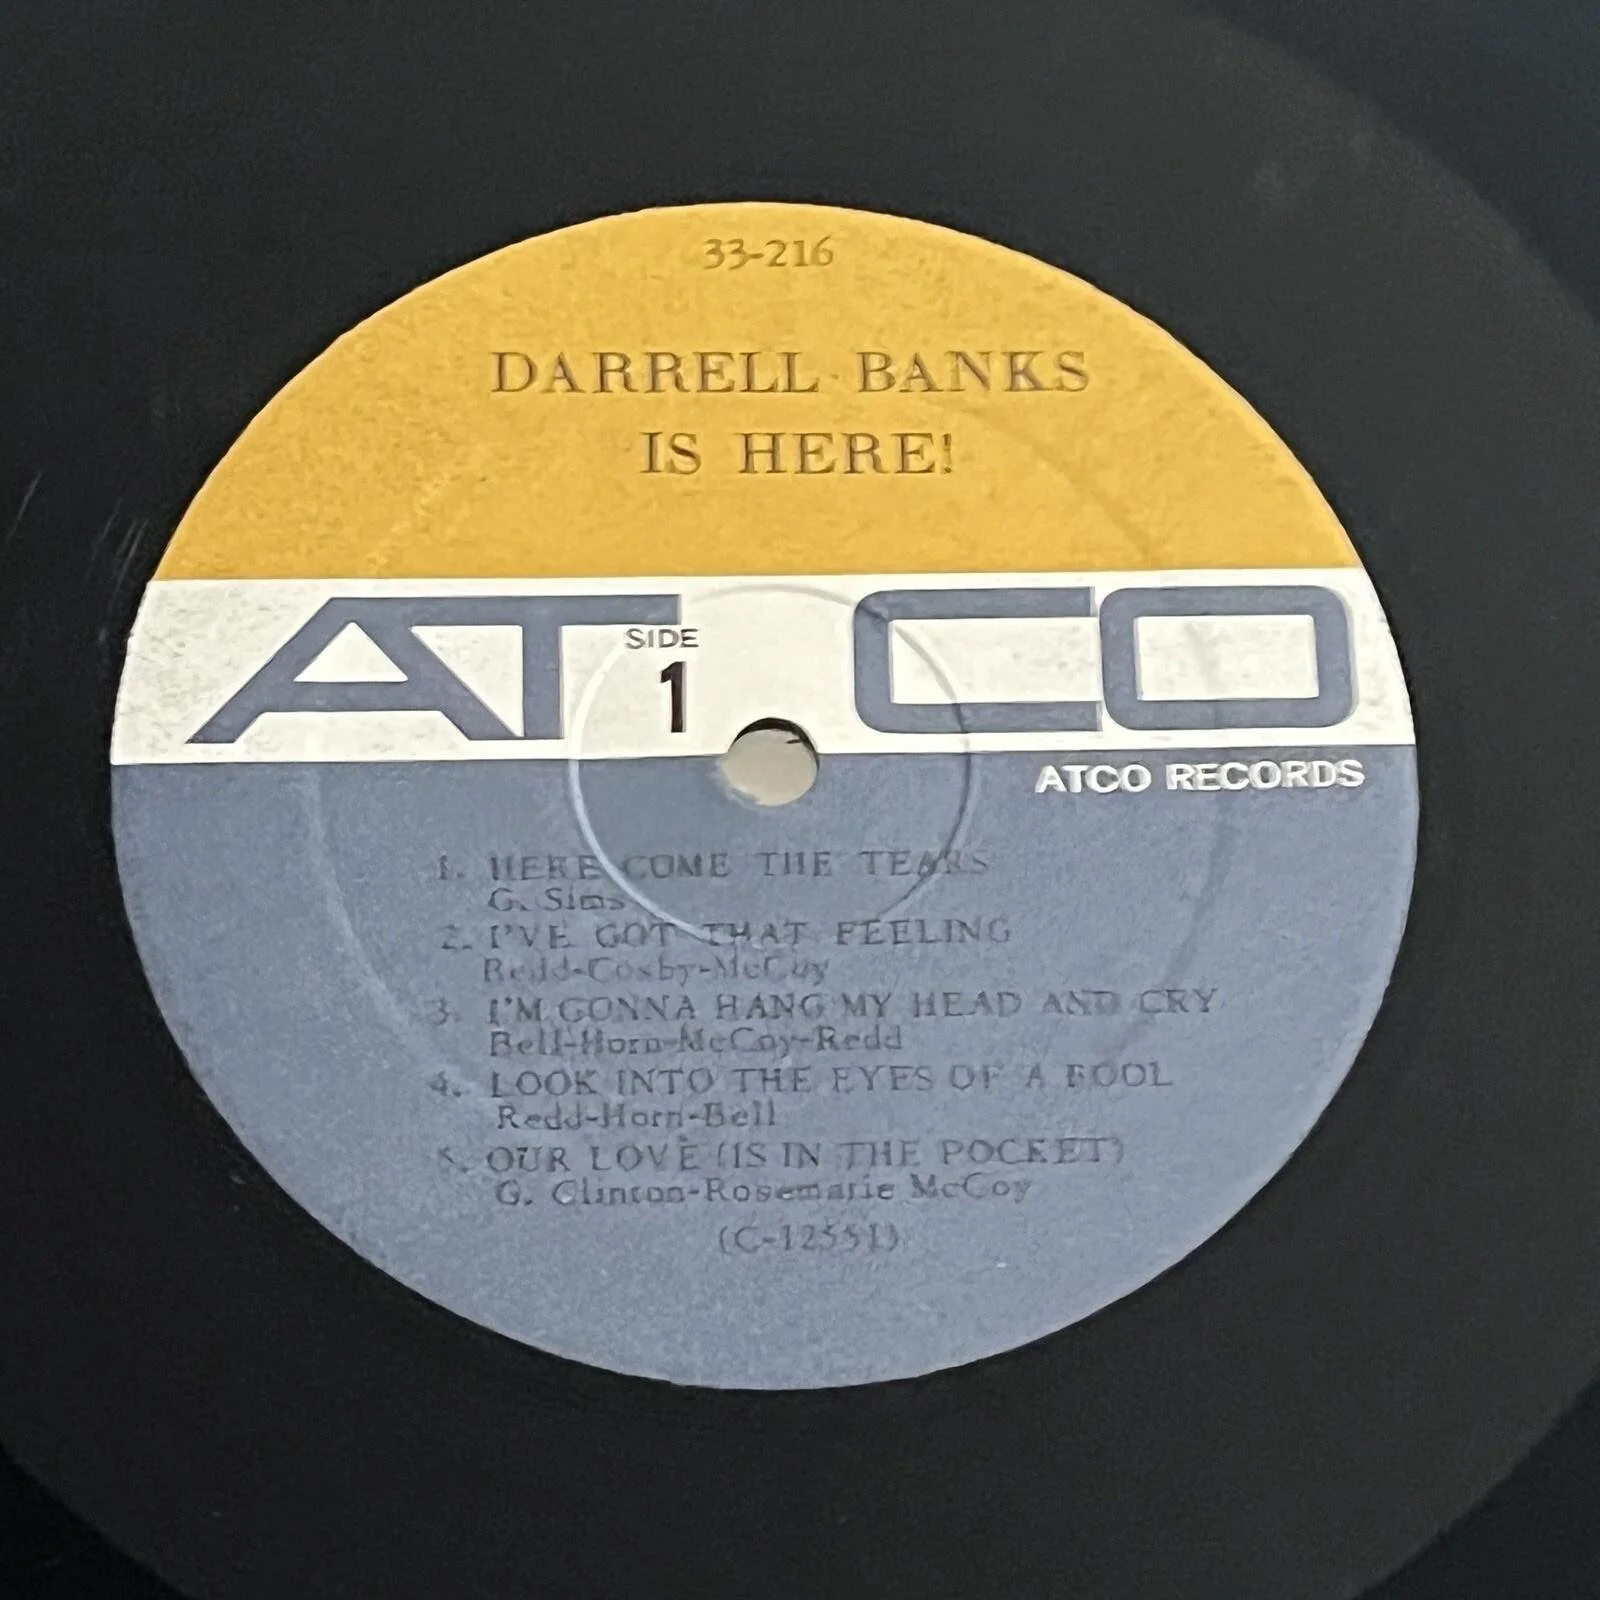 33-216
DARRELL BANKS
IS HERE!
ATCO
SIDE
1
ATCO RECORDS
1. HERE COME THE TEARS
G. Sims
2. I'VE GOT THAT FEELING
Redd-Cosby-McCoy
3. I'M GONNA HANG MY HEAD AND CRY
Bell-Horn-McCoy-Redd
4. LOOK INTO THE EYES OF A FOOL
Redd-Horn-Bell
5. OUR LOVE (IS IN THE POCKET)
G. Clinton-Rosemarie McCoy
(C-12551)